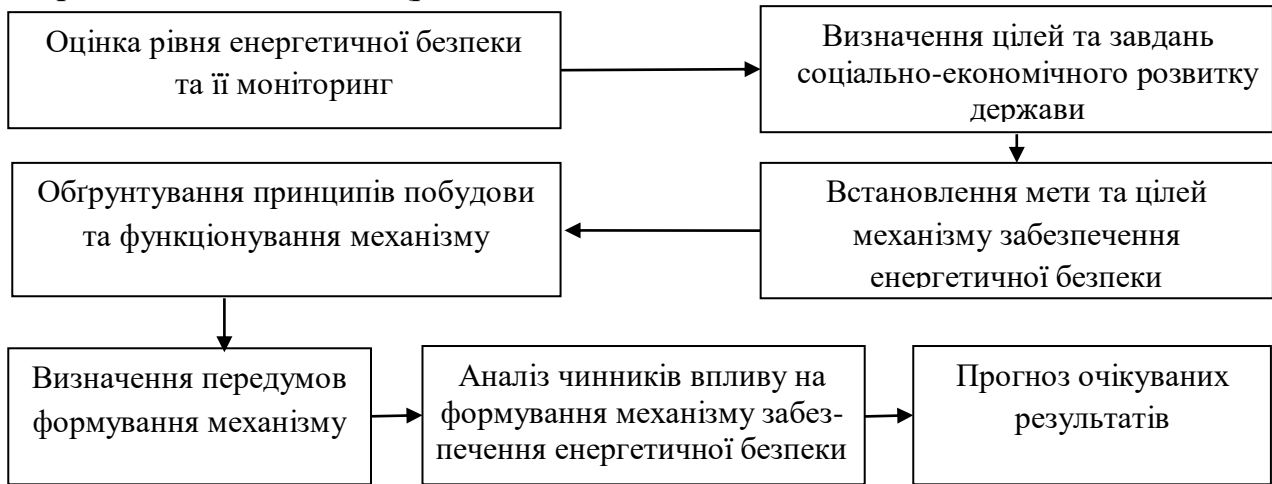 Оцінка рівня енергетичної безпеки
та її моніторинг
Визначення цілей та завдань
соціально-економічного розвитку
держави
Встановлення мети та цілей
механізму забезпечення
енергетичної безпеки
Обґрунтування принципів побудови
та функціонування механізму
Визначення передумов
формування механізму
Аналіз чинників впливу на
формування механізму забез-
печення енергетичної безпеки
Прогноз очікуваних
результатів